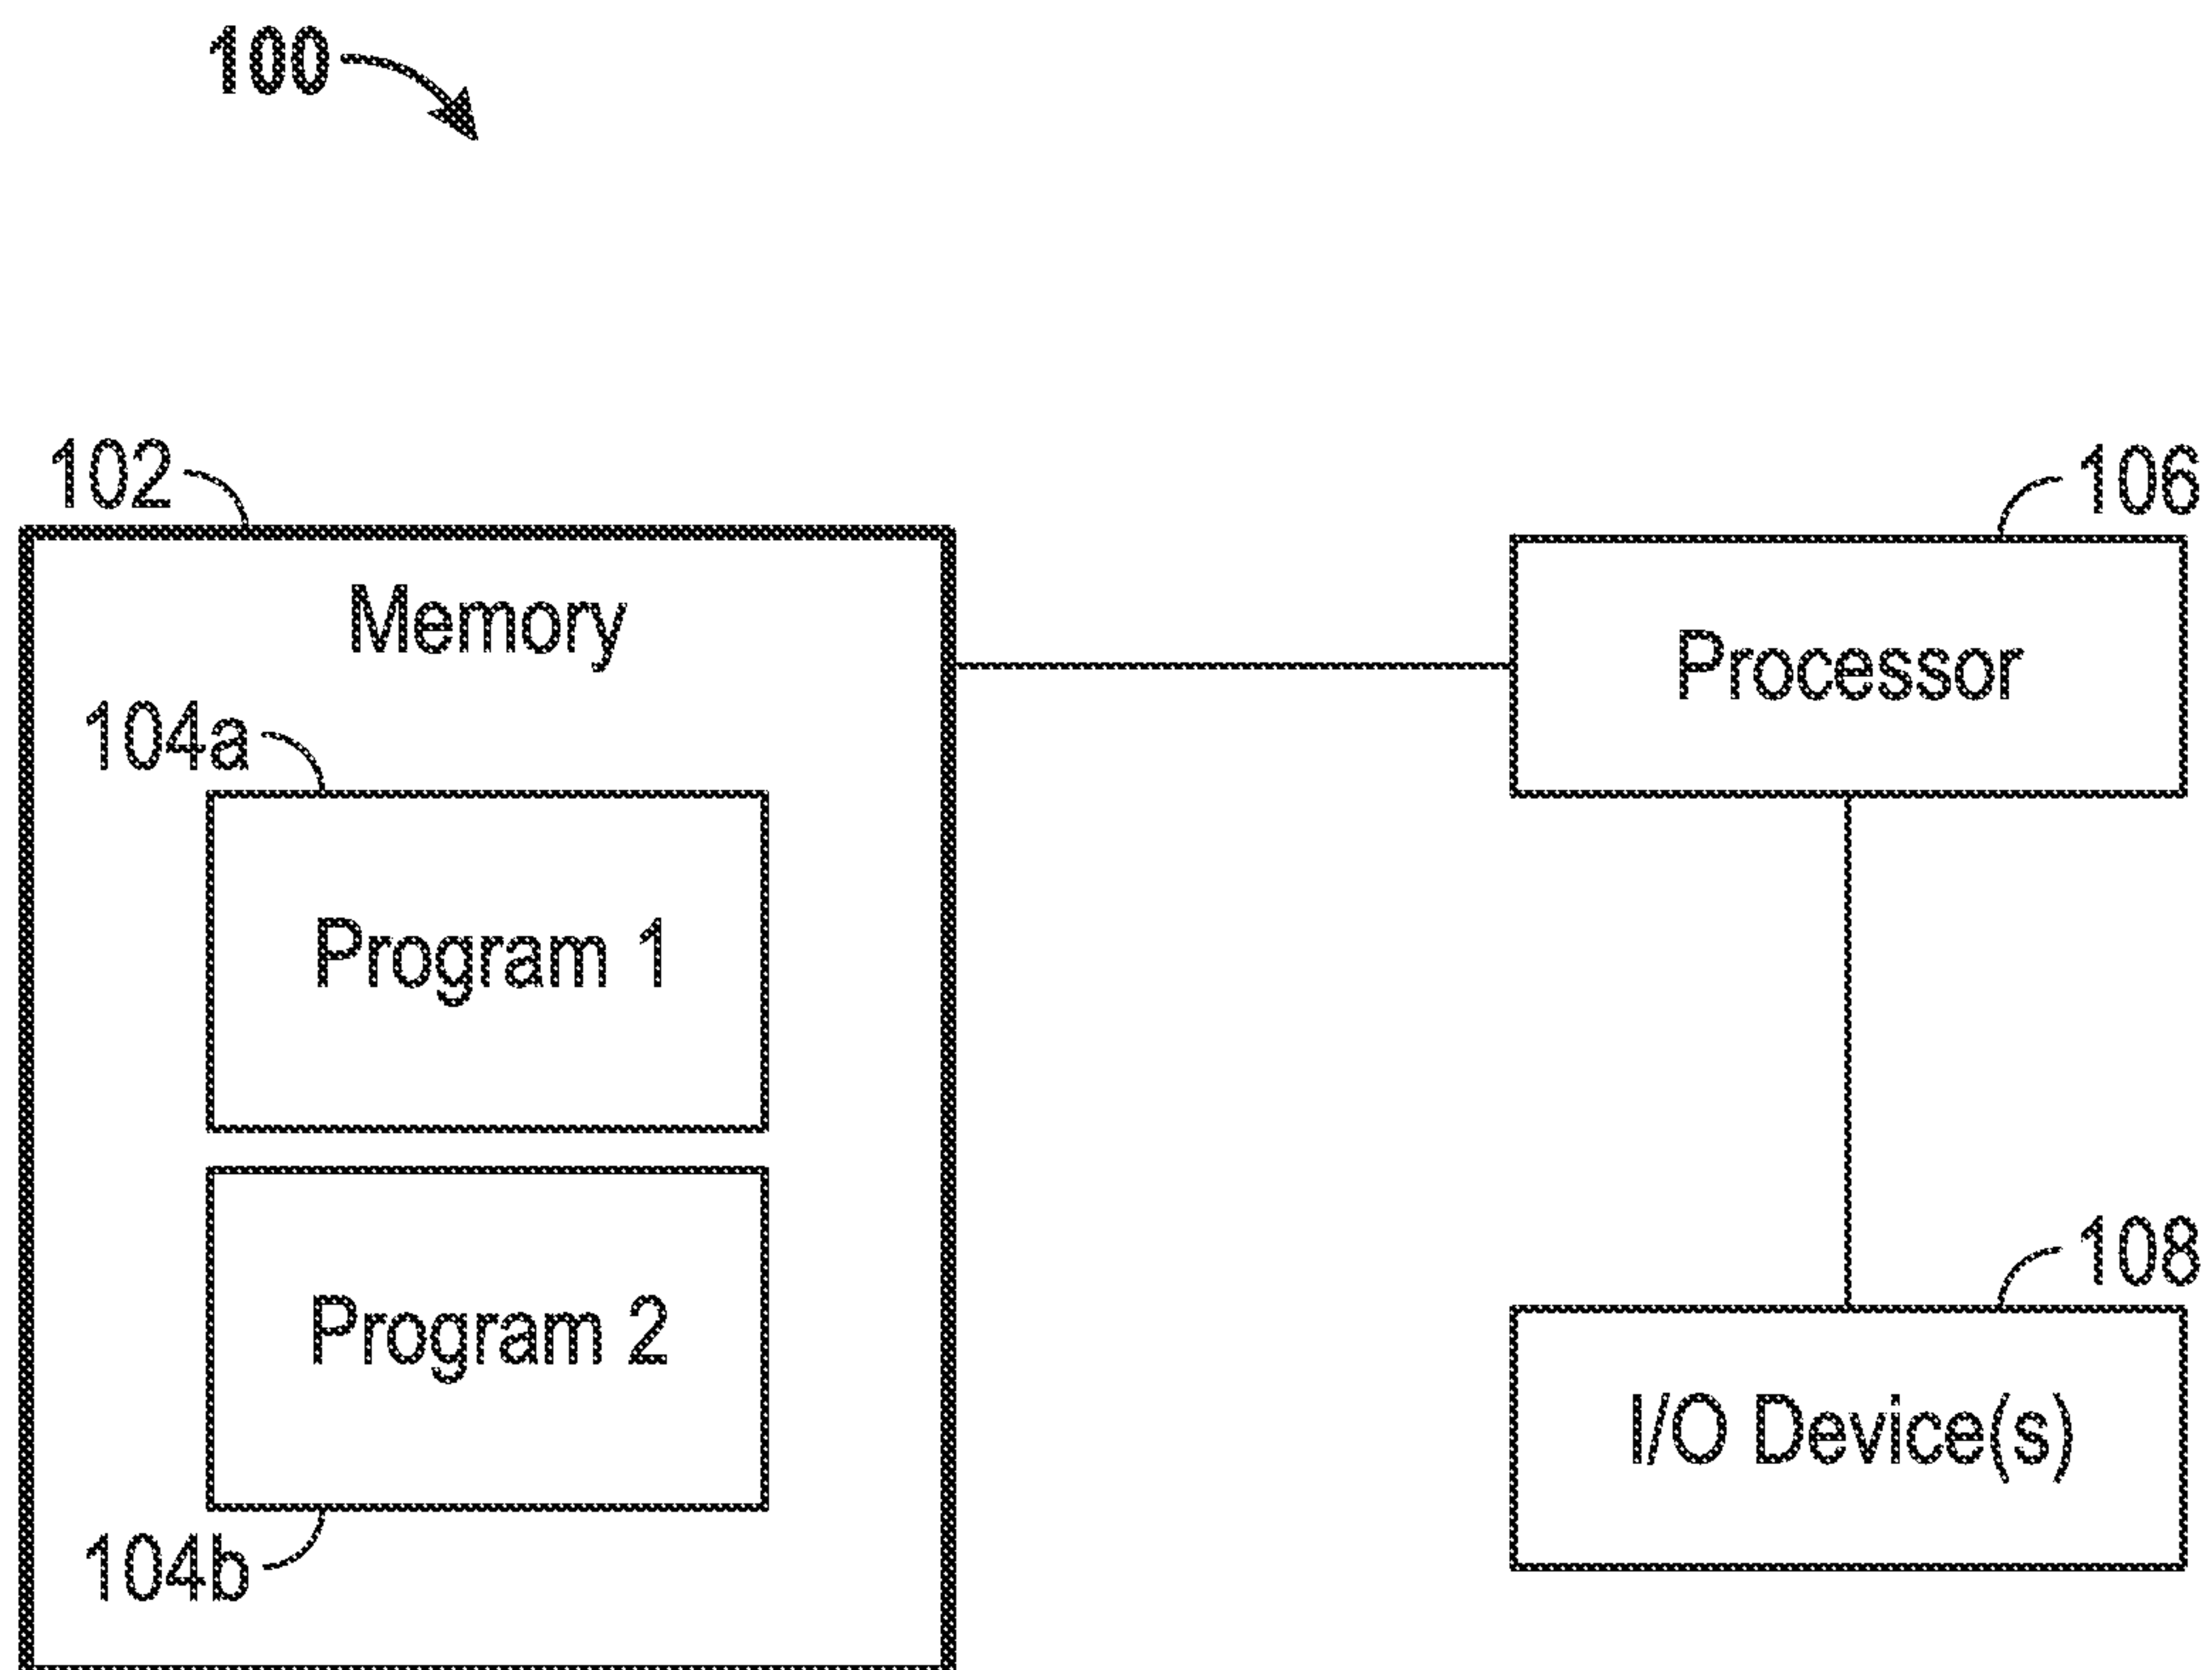 100
102
106
Memory
Processor
104a
Program 1
108
Program 2
I/O Device(s)
104b